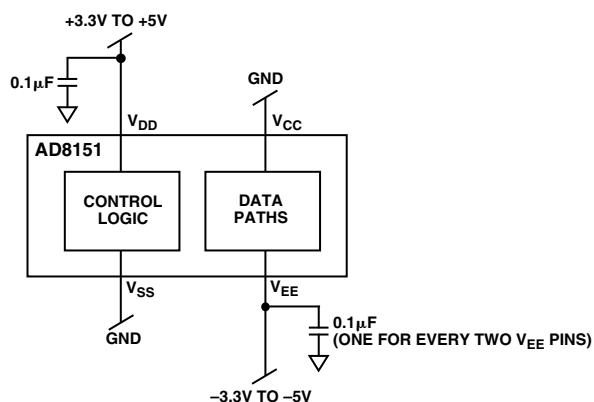 +3.3V TO +5V
0.1μF
GND
VDD
VCC
AD8151
CONTROL
LOGIC
DATA
PATHS
VSS
VEE
GND
0.1μF
(ONE FOR EVERY TWO VEE PINS)
–3.3V TO –5V